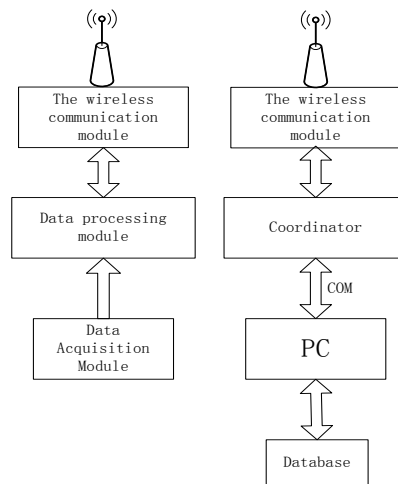 The wireless
communication module
Data processing
module
Data
Acquisition
Module
The wireless
communication
module
Coordinator
COM
PC
Database